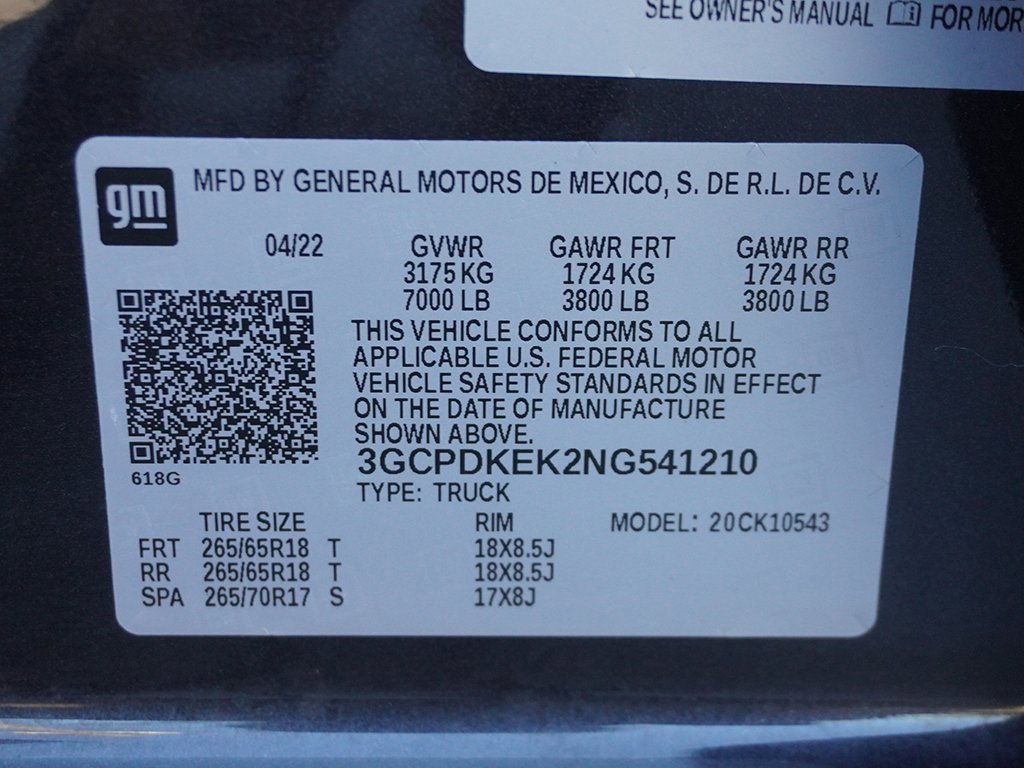 SEE OWNER'S MANUAL FOR MOR
gm
MFD BY GENERAL MOTORS DE MEXICO, S. DE R.L. DE C.V.
04/22 GVWR GAWR FRT GAWR RR
3175 KG 1724 KG 1724 KG
7000 LB 3800 LB 3800 LB
THIS VEHICLE CONFORMS TO ALL
APPLICABLE U.S. FEDERAL MOTOR
VEHICLE SAFETY STANDARDS IN EFFECT
ON THE DATE OF MANUFACTURE
SHOWN ABOVE.
3GCPDKEK2NG541210
618G
TYPE: TRUCK
TIRE SIZE RIM MODEL: 20CK10543
FRT 265/65R18 T 18X8.5J
RR 265/65R18 T 18X8.5J
SPA 265/70R17 S 17X8J